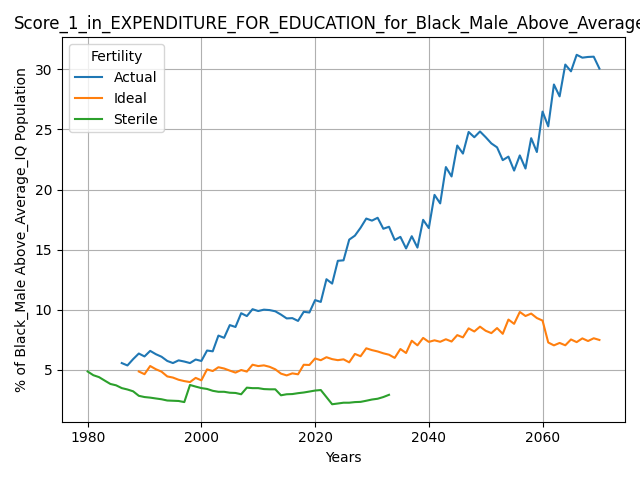 Score_1_in_EXPENDITURE_FOR_EDUCATION_for_Black_Male_Above_Average
Fertility
Actual
Ideal
Sterile
% of Black_Male Above_Average_IQ Population
30
25
20
15
10
5
1980 2000 2020 2040 2060
Years